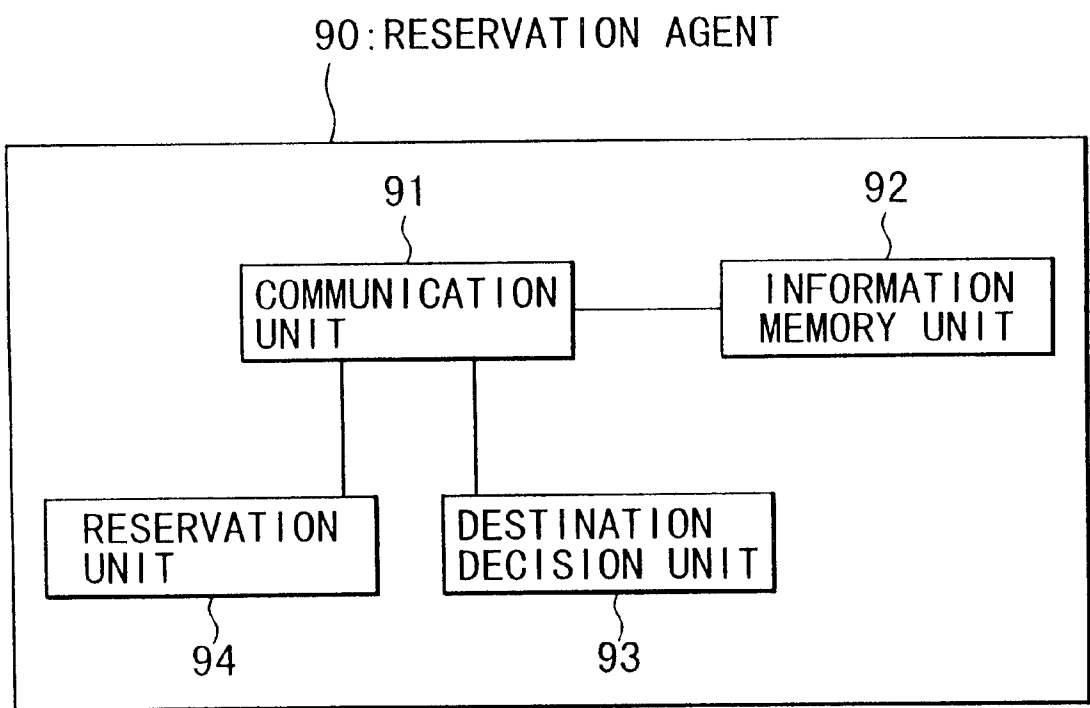 90:RESERVATION AGENT
91
92
COMMUNICATION
UNIT
INFORMATION
MEMORY UNIT
RESERVATION
UNIT
DESTINATION
DECISION UNIT
94
93